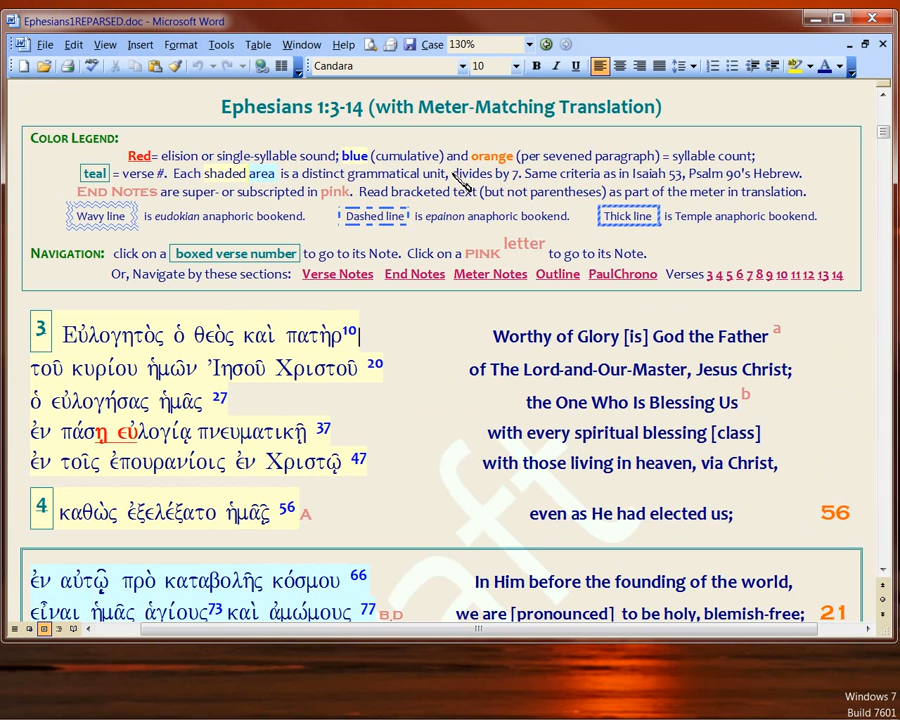 Ephesians1REPARSED.doc - Microsoft Word
File Edit View Insert Format Tools Table Window Help Case 130%
Candara 10 B I U
Ephesians 1:3-14 (with Meter-Matching Translation)
COLOR LEGEND:
Red= elision or single-syllable sound; blue (cumulative) and orange (per sevened paragraph) = syllable count;
teal = verse #. Each shaded area is a distinct grammatical unit, divides by 7. Same criteria as in Isaiah 53, Psalm 90's Hebrew.
END NOTES are super- or subscripted in pink. Read bracketed text (but not parentheses) as part of the meter in translation.
Wavy line is eudokian anaphoric bookend. Dashed line is epainon anaphoric bookend. Thick line is Temple anaphoric bookend.
NAVIGATION: click on a boxed verse number to go to its Note. Click on a PINK letter to go to its Note.
Or, Navigate by these sections: Verse Notes End Notes Meter Notes Outline PaulChrono Verses 3 4 5 6 7 8 9 10 11 12 13 14
3 Εὐλογητὸς ὁ θεὸς καὶ πατὴρ10 Worthy of Glory [is] God the Father a
τοῦ κυρίου ἡμῶν Ἰησοῦ Χριστοῦ 20 of The Lord-and-Our-Master, Jesus Christ;
ὁ εὐλογήσας ἡμᾶς 27 the One Who Is Blessing Us b
ἐν πάσῃ εὐλογίᾳ πνευματικῇ 37 with every spiritual blessing [class]
ἐν τοῖς ἐπουρανίοις ἐν Χριστῷ 47 with those living in heaven, via Christ,
4 καθὼς ἐξελέξατο ἡμᾶς 56 A even as He had elected us; 56
ἐν αὐτῷ πρὸ καταβολῆς κόσμου 66 In Him before the founding of the world,
εἶναι ἡμᾶς ἁγίους73 καὶ ἀμώμους 77 B,D we are [pronounced] to be holy, blemish-free; 21
Windows 7
Build 7601